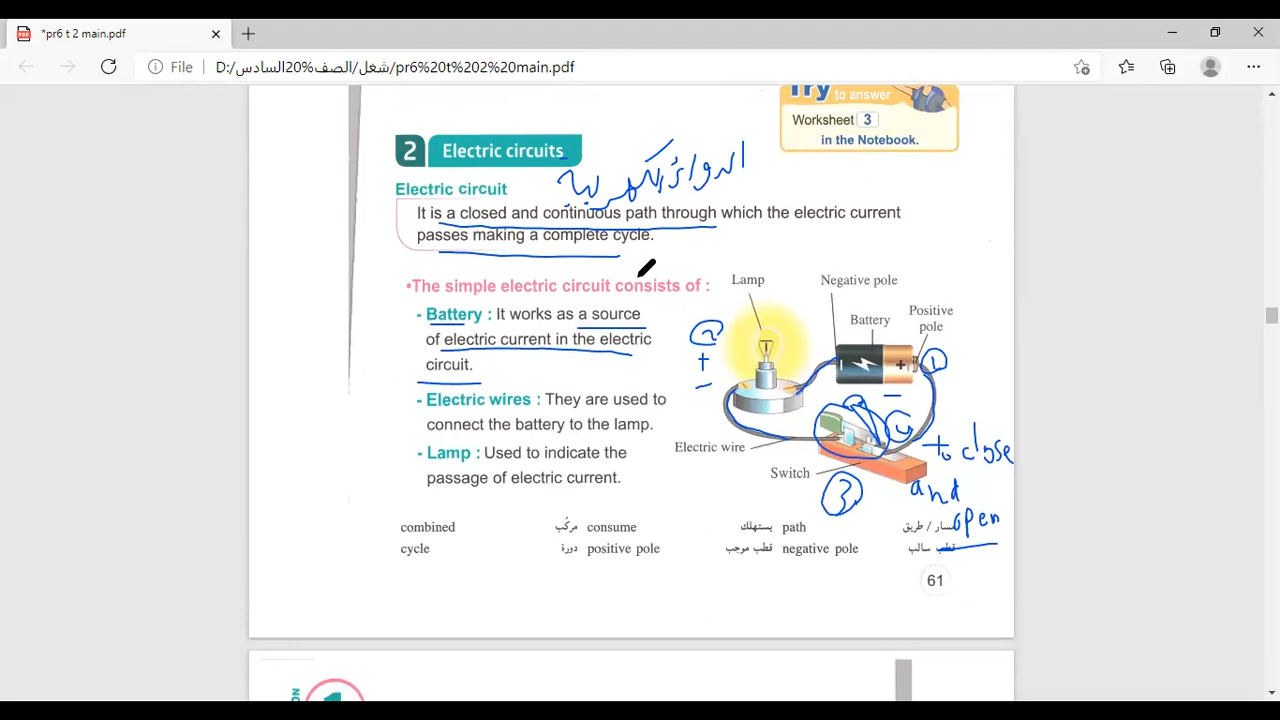 *pr6 t 2 main.pdf
File
D:/شغل/الصف%20السادس/pr6%20t%202%20main.pdf
Try
to answer
Worksheet 3
in the Notebook.
2 Electric circuits
الدوائر الكهربية
Electric circuit
It is a closed and continuous path through which the electric current
passes making a complete cycle.
•The simple electric circuit consists of :
- Battery : It works as a source
of electric current in the electric
circuit.
- Electric wires : They are used to
connect the battery to the lamp.
- Lamp : Used to indicate the
passage of electric current.
Lamp
Negative pole
Battery
Positive
pole
Electric wire
Switch
1
2
+
-
3
4
to close
and
open
combined مركّب consume يستهلك path مسار / طريق
cycle دورة positive pole قطب موجب negative pole قطب سالب
61